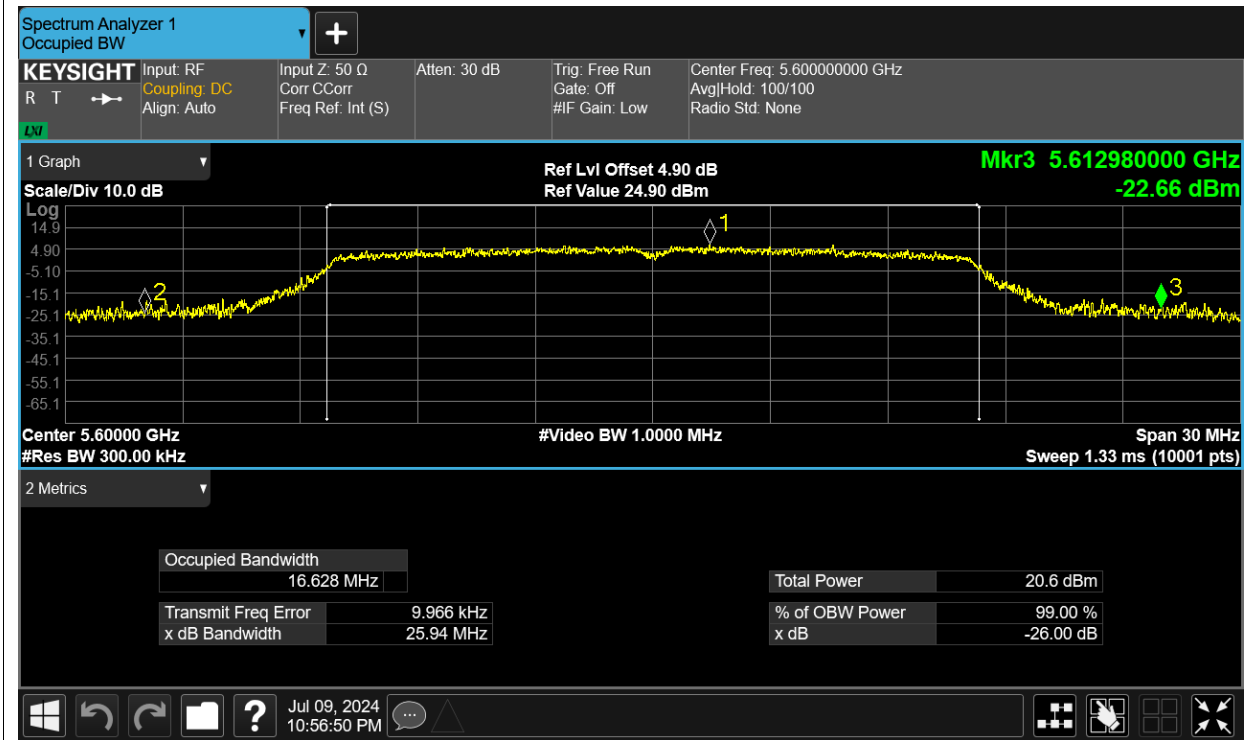 Spectrum Analyzer 1
Occupied BW
KEYSIGHT
R T
LXI
Input: RF
Coupling: DC
Align: Auto
Input Z: 50 Ω
Corr CCorr
Freq Ref: Int (S)
Atten: 30 dB
Trig: Free Run
Gate: Off
#IF Gain: Low
Center Freq: 5.600000000 GHz
Avg|Hold: 100/100
Radio Std: None
1 Graph
Scale/Div 10.0 dB
Ref Lvl Offset 4.90 dB
Ref Value 24.90 dBm
Mkr3 5.612980000 GHz
-22.66 dBm
Log
14.9
4.90
-5.10
-15.1
-25.1
-35.1
-45.1
-55.1
-65.1
1
2
3
Center 5.60000 GHz
#Res BW 300.00 kHz
#Video BW 1.0000 MHz
Span 30 MHz
Sweep 1.33 ms (10001 pts)
2 Metrics
Occupied Bandwidth
16.628 MHz
Transmit Freq Error 9.966 kHz
x dB Bandwidth 25.94 MHz
Total Power 20.6 dBm
% of OBW Power 99.00 %
x dB -26.00 dB
?
Jul 09, 2024
10:56:50 PM